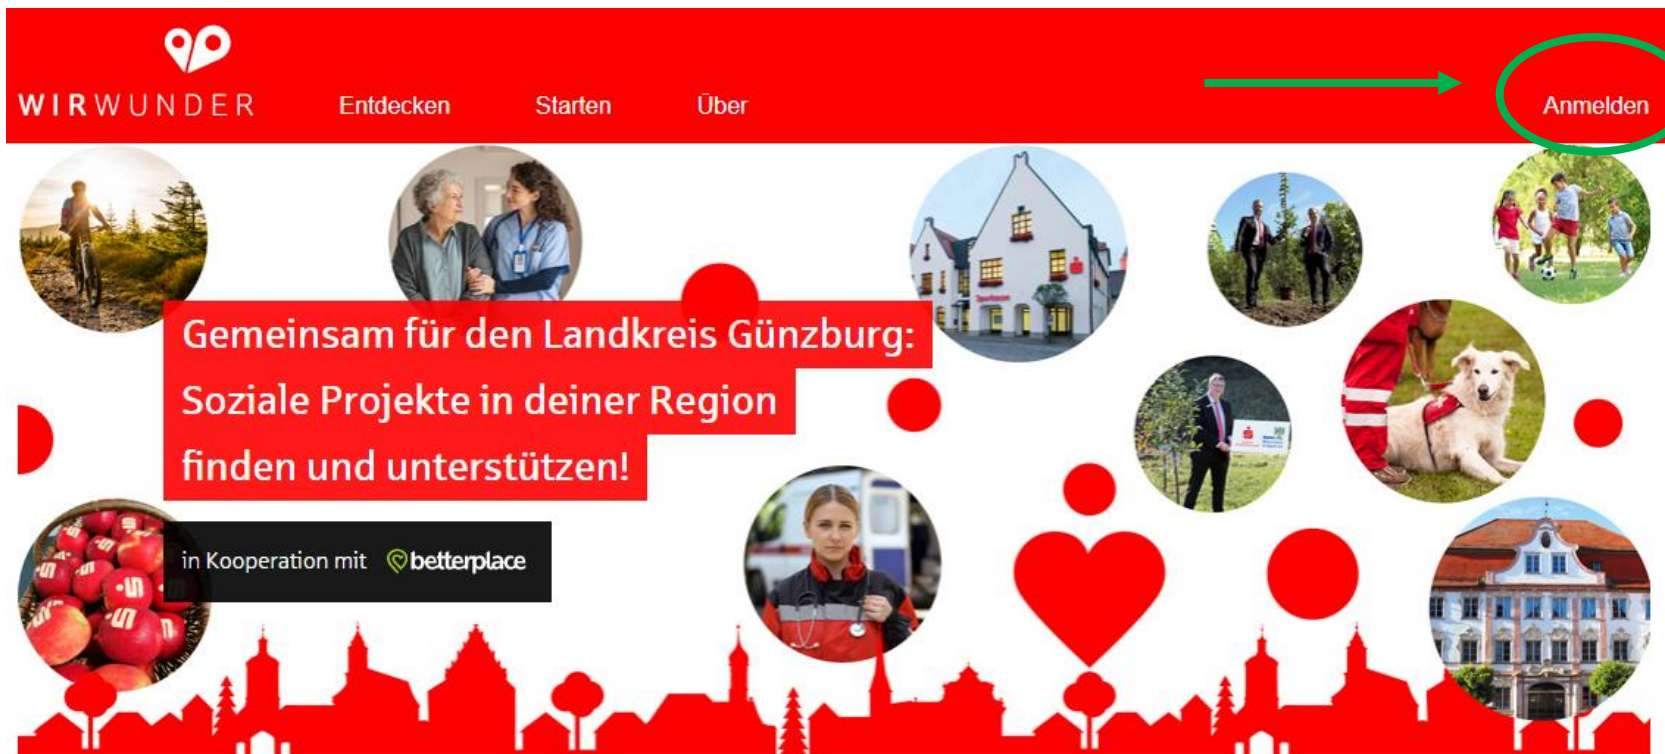 WIRWUNDER
Entdecken
Starten
Über
Anmelden
Gemeinsam für den Landkreis Günzburg:
Soziale Projekte in deiner Region
finden und unterstützen!
in Kooperation mit betterplace
Sparkasse